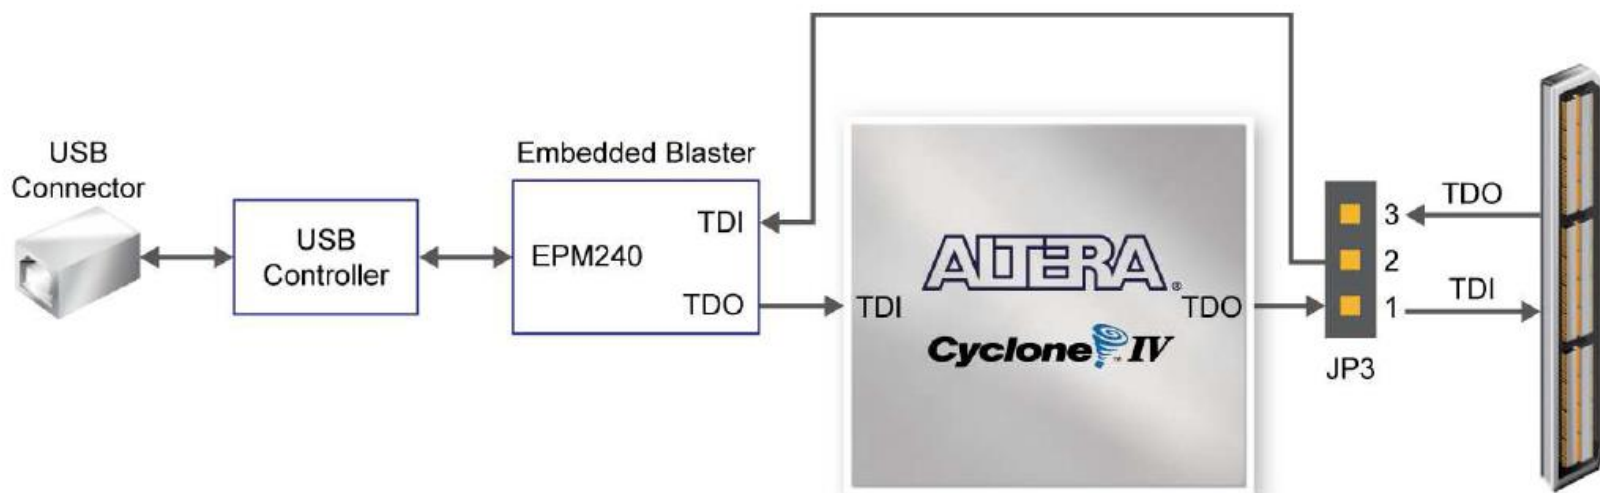 USB
Connector
USB
Controller
Embedded Blaster
EPM240
TDI
TDO
TDI
ALTERA®
Cyclone™ IV
TDO
3
2
1
JP3
TDO
TDI